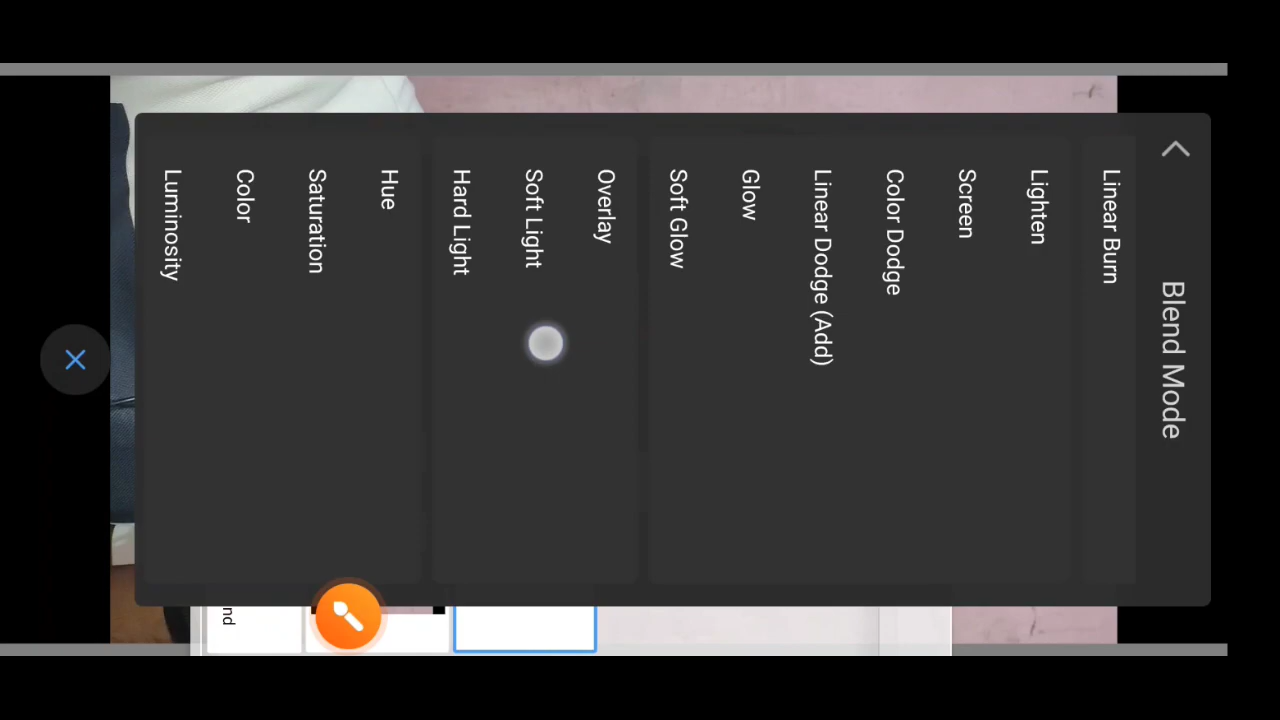 Blend Mode
Linear Burn
Lighten
Screen
Color Dodge
Linear Dodge (Add)
Glow
Soft Glow
Overlay
Soft Light
Hard Light
Hue
Saturation
Color
Luminosity
nd